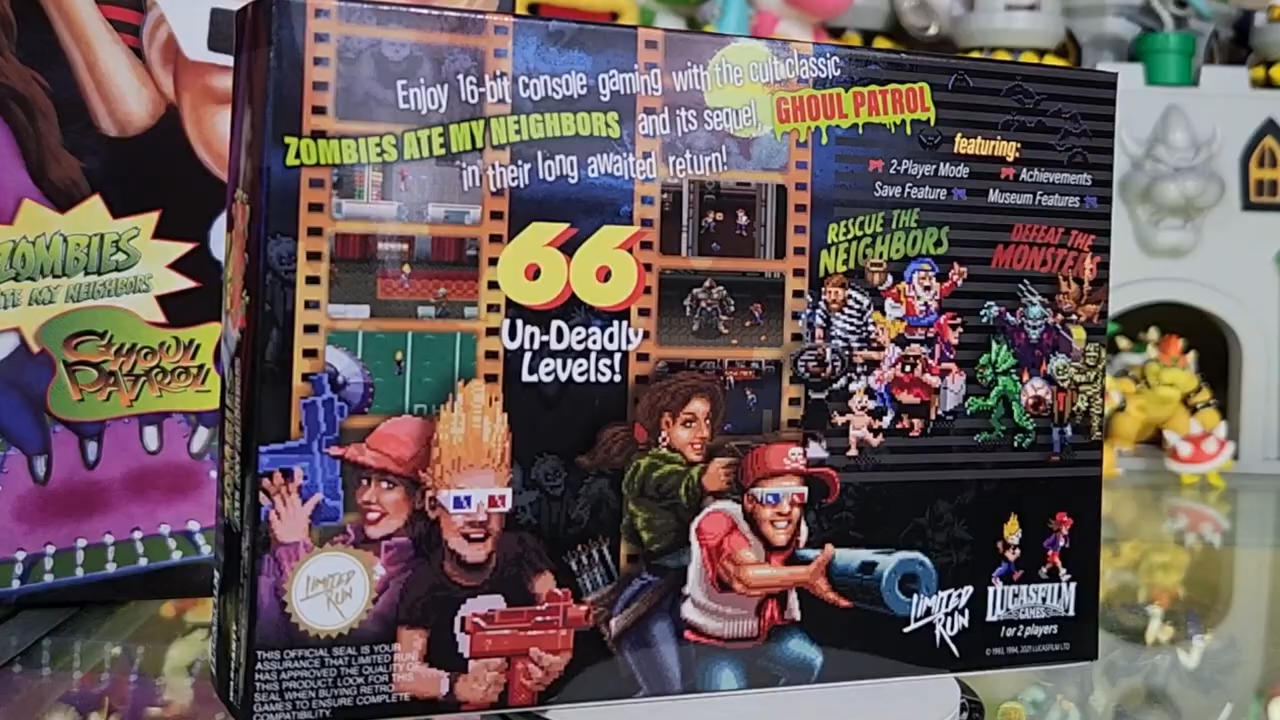 Enjoy 16-bit console gaming with the cult classic
ZOMBIES ATE MY NEIGHBORS and its sequel GHOUL PATROL
in their long awaited return!
featuring:
2-Player Mode
Achievements
Save Feature
Museum Features
66
Un-Deadly
Levels!
RESCUE THE
NEIGHBORS
DEFEAT THE
MONSTERS
ZOMBIES
ATE MY NEIGHBORS
GHOUL
PATROL
LIMITED
RUN
THIS OFFICIAL SEAL IS YOUR
ASSURANCE THAT LIMITED RUN
HAS APPROVED THE QUALITY OF
THIS PRODUCT. LOOK FOR THIS
SEAL WHEN BUYING RETRO
GAMES TO ENSURE COMPLETE
COMPATIBILITY.
LIMITED
RUN
LUCASFILM
GAMES
1 or 2 players
© 1993, 1994, 2021 LUCASFILM LTD